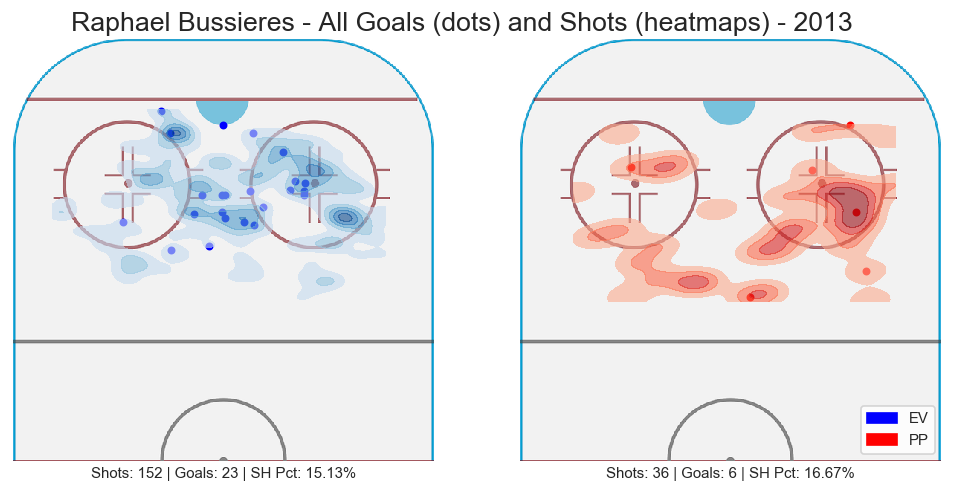 Raphael Bussieres - All Goals (dots) and Shots (heatmaps) - 2013
EV
PP
Shots: 152 | Goals: 23 | SH Pct: 15.13%
Shots: 36 | Goals: 6 | SH Pct: 16.67%